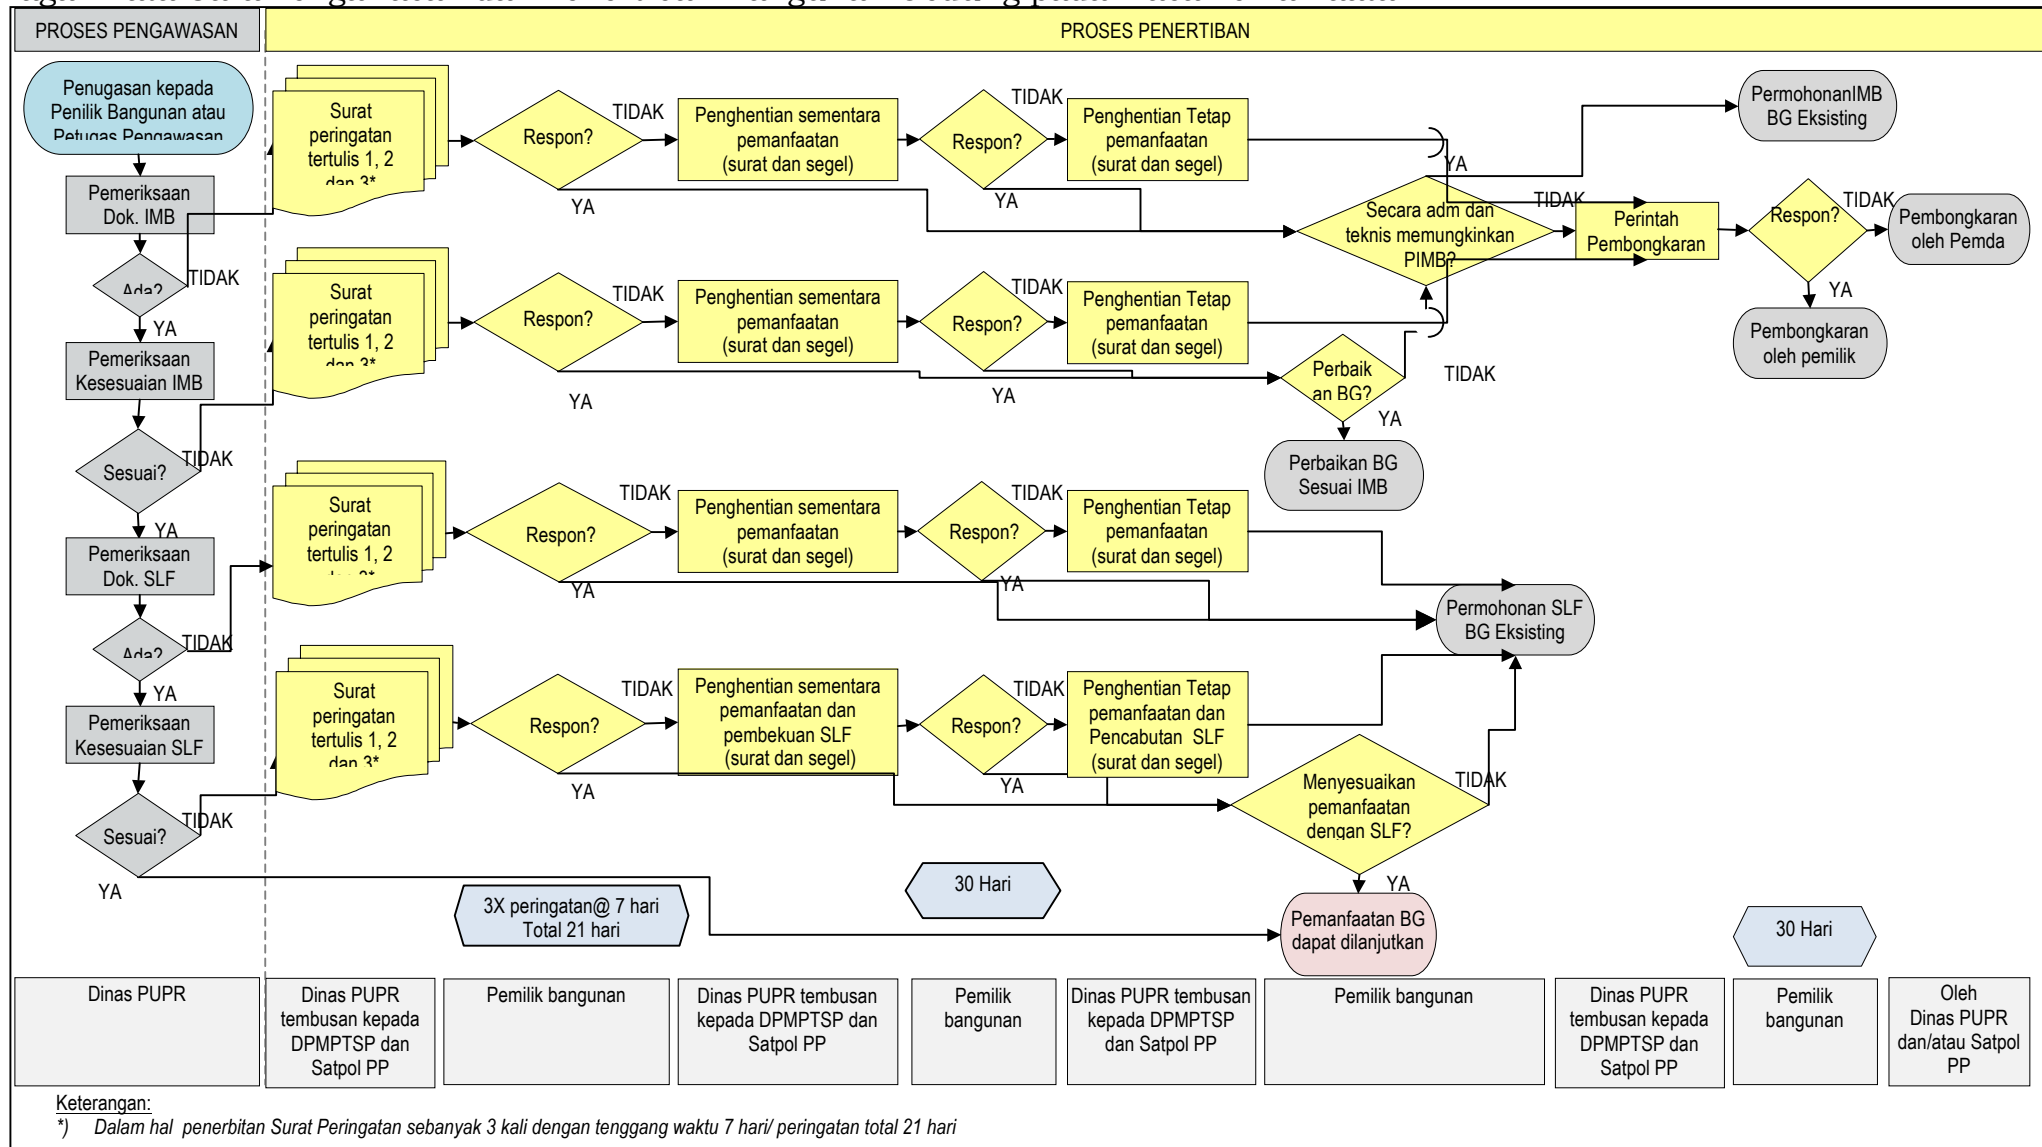 PROSES PENGAWASAN
PROSES PENERTIBAN
Penugasan kepada
Penilik Bangunan atau
Petugas Pengawasan
Pemeriksaan
Dok. IMB
Ada?
TIDAK
YA
Pemeriksaan
Kesesuaian IMB
Sesuai?
TIDAK
YA
Pemeriksaan
Dok. SLF
Ada?
TIDAK
YA
Pemeriksaan
Kesesuaian SLF
Sesuai?
TIDAK
YA
Surat
peringatan
tertulis 1, 2
dan 3*
Respon?
TIDAK
YA
Penghentian sementara
pemanfaatan
(surat dan segel)
Respon?
TIDAK
YA
Penghentian Tetap
pemanfaatan
(surat dan segel)
YA
PermohonanIMB
BG Eksisting
Secara adm dan
teknis memungkinkan
PIMB?
TIDAK
Perintah
Pembongkaran
Respon?
TIDAK
Pembongkaran
oleh Pemda
YA
Pembongkaran
oleh pemilik
Surat
peringatan
tertulis 1, 2
dan 3*
Respon?
TIDAK
YA
Penghentian sementara
pemanfaatan
(surat dan segel)
Respon?
TIDAK
YA
Penghentian Tetap
pemanfaatan
(surat dan segel)
Perbaik
an BG?
TIDAK
YA
Perbaikan BG
Sesuai IMB
Surat
peringatan
tertulis 1, 2
dan 3*
Respon?
TIDAK
YA
Penghentian sementara
pemanfaatan
(surat dan segel)
Respon?
TIDAK
YA
Penghentian Tetap
pemanfaatan
(surat dan segel)
Permohonan SLF
BG Eksisting
Surat
peringatan
tertulis 1, 2
dan 3*
Respon?
TIDAK
YA
Penghentian sementara
pemanfaatan dan
pembekuan SLF
(surat dan segel)
Respon?
TIDAK
YA
Penghentian Tetap
pemanfaatan dan
Pencabutan SLF
(surat dan segel)
Menyesuaikan
pemanfaatan
dengan SLF?
TIDAK
YA
Pemanfaatan BG
dapat dilanjutkan
3X peringatan@ 7 hari
Total 21 hari
30 Hari
30 Hari
Dinas PUPR
Dinas PUPR
tembusan kepada
DPMPTSP dan
Satpol PP
Pemilik bangunan
Dinas PUPR tembusan
kepada DPMPTSP dan
Satpol PP
Pemilik
bangunan
Dinas PUPR tembusan
kepada DPMPTSP
dan Satpol PP
Pemilik bangunan
Dinas PUPR
tembusan kepada
DPMPTSP dan
Satpol PP
Pemilik
bangunan
Oleh
Dinas PUPR
dan/atau Satpol
PP
Keterangan:
*) Dalam hal penerbitan Surat Peringatan sebanyak 3 kali dengan tenggang waktu 7 hari/ peringatan total 21 hari